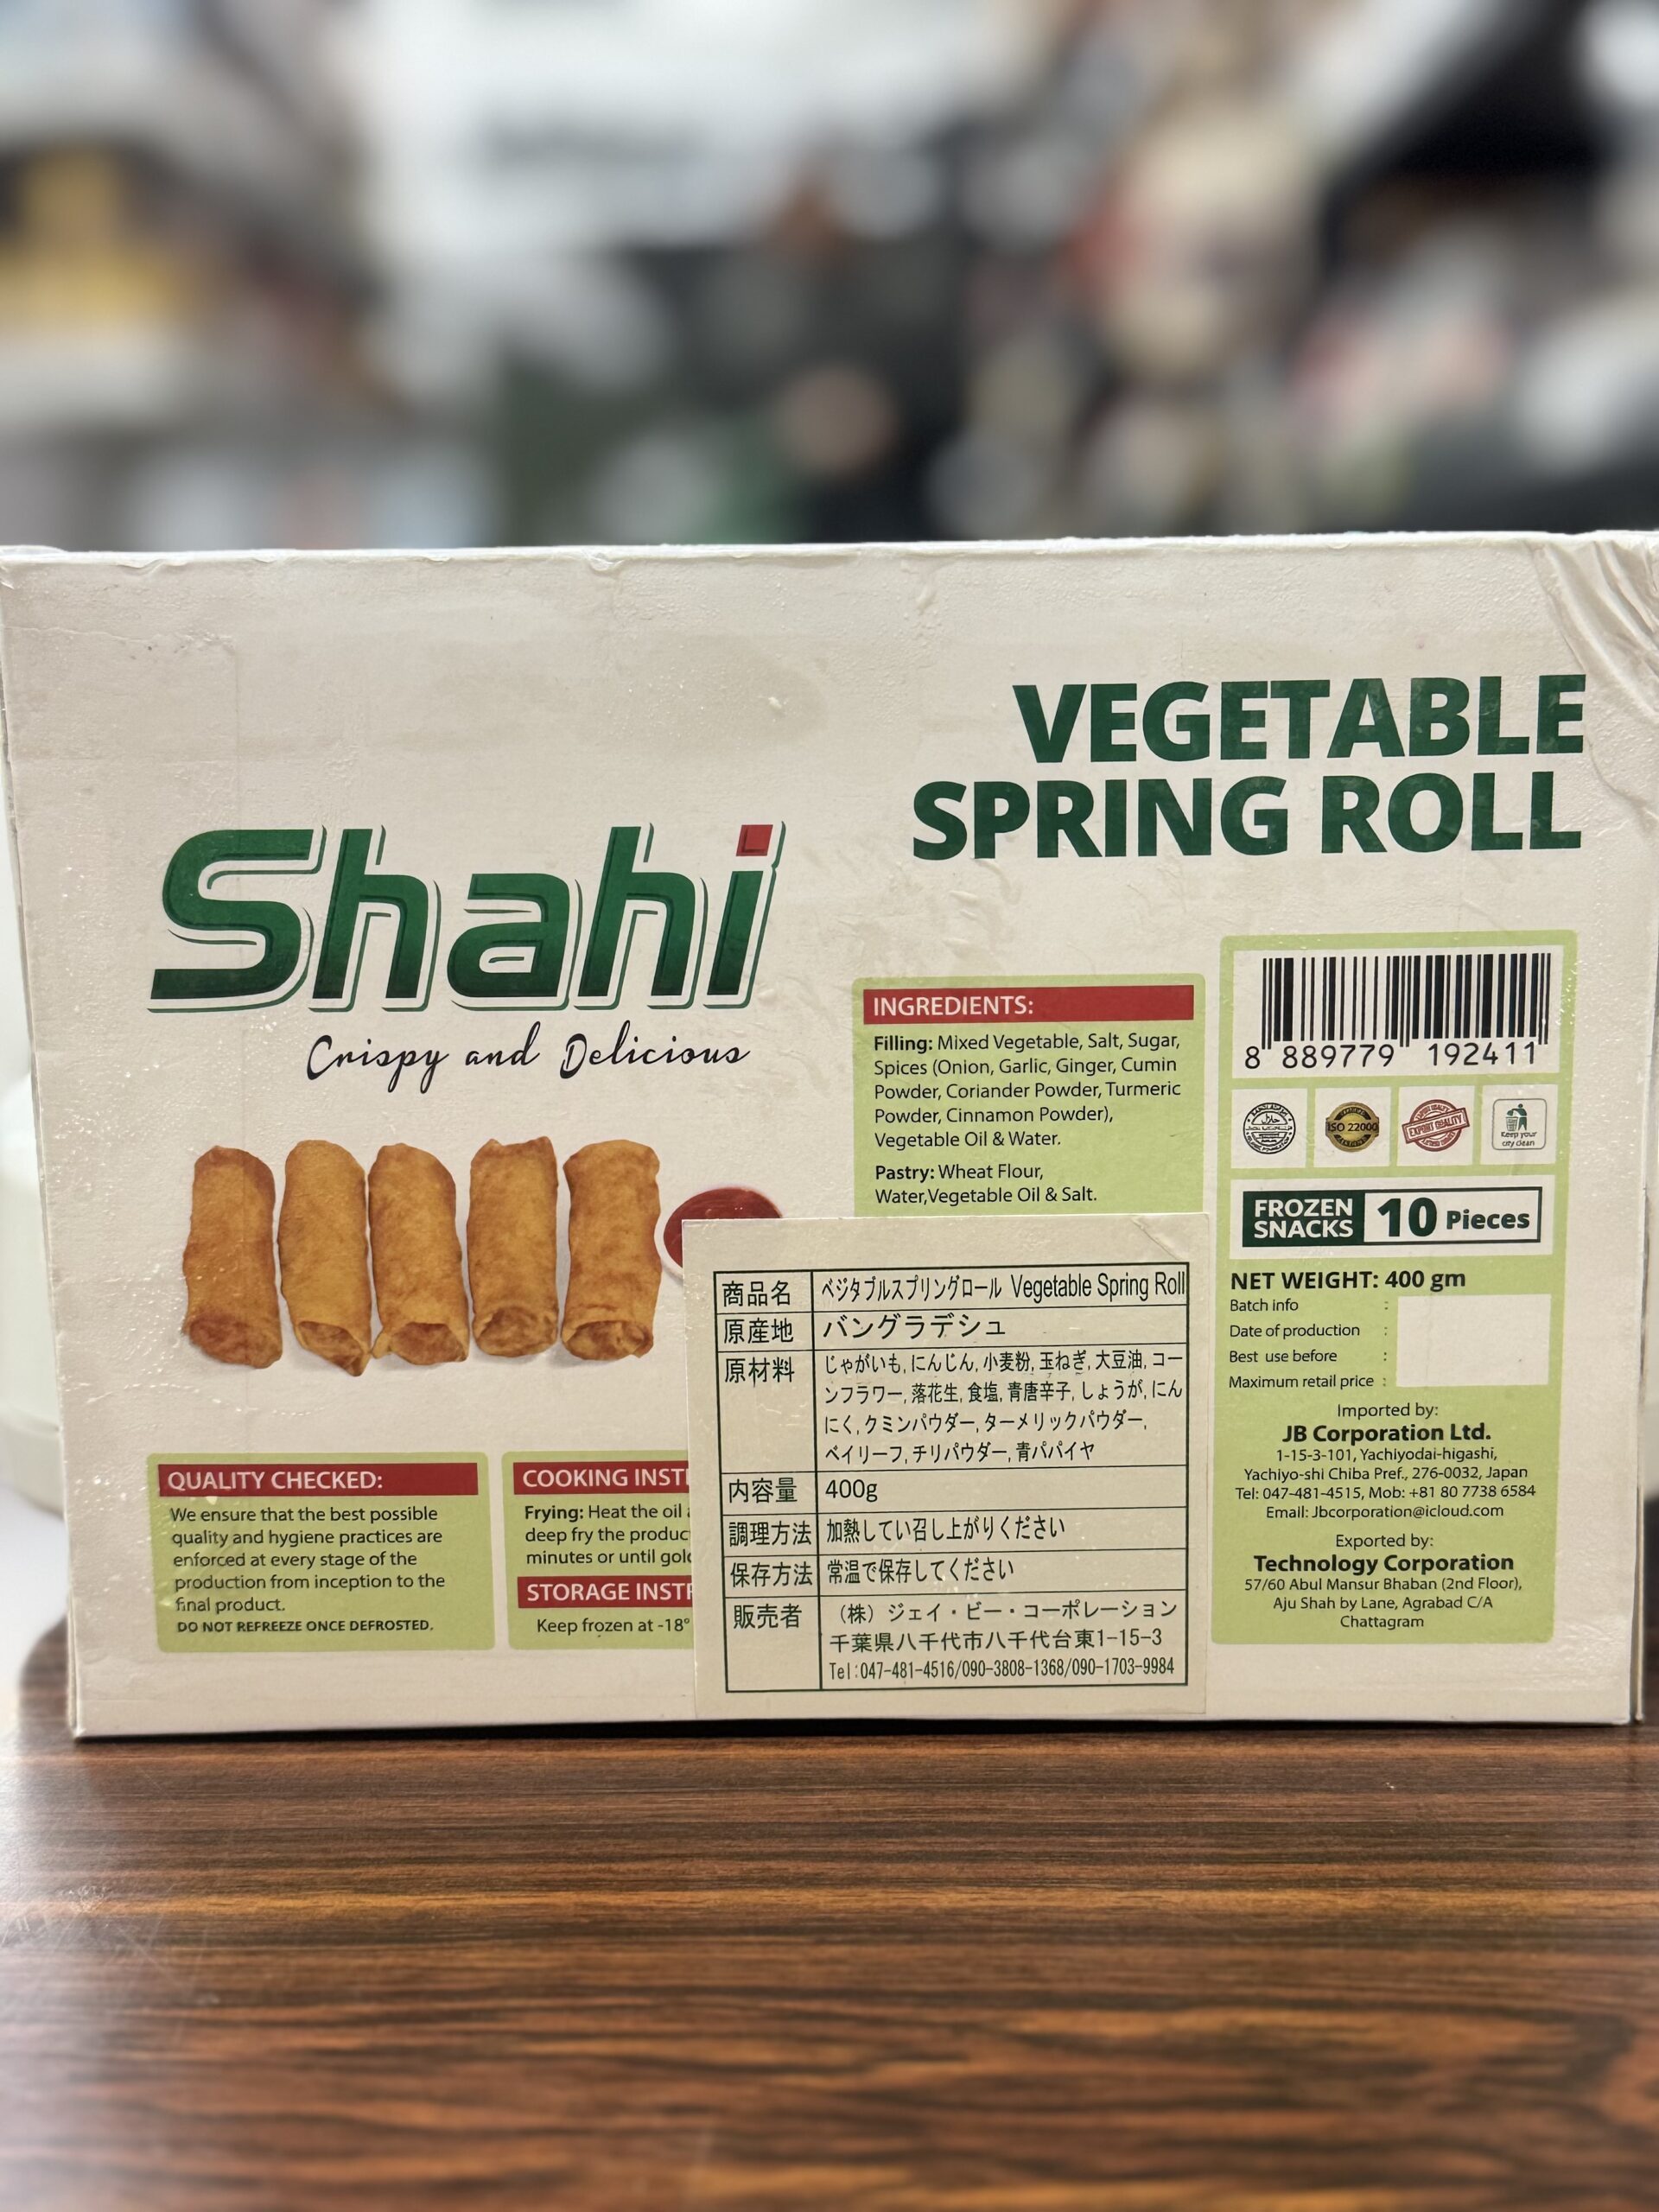 VEGETABLE
SPRING ROLL
Shahi
Crispy and Delicious
INGREDIENTS:
Filling: Mixed Vegetable, Salt, Sugar,
Spices (Onion, Garlic, Ginger, Cumin
Powder, Coriander Powder, Turmeric
Powder, Cinnamon Powder),
Vegetable Oil & Water.
Pastry: Wheat Flour,
Water,Vegetable Oil & Salt.
8 889779 192411
ISO 22000
EXPORT QUALITY
Keep your
city clean
FROZEN
SNACKS
10 Pieces
NET WEIGHT: 400 gm
Batch info :
Date of production :
Best use before :
Maximum retail price :
Imported by:
JB Corporation Ltd.
1-15-3-101, Yachiyodai-higashi,
Yachiyo-shi Chiba Pref., 276-0032, Japan
Tel: 047-481-4515, Mob: +81 80 7738 6584
Email: Jbcorporation@icloud.com
Exported by:
Technology Corporation
57/60 Abul Mansur Bhaban (2nd Floor),
Aju Shah by Lane, Agrabad C/A
Chattagram
QUALITY CHECKED:
We ensure that the best possible
quality and hygiene practices are
enforced at every stage of the
production from inception to the
final product.
DO NOT REFREEZE ONCE DEFROSTED.
COOKING INST
Frying: Heat the oil
deep fry the produc
minutes or until gol
STORAGE INST
Keep frozen at -18°
商品名 ベジタブルスプリングロール Vegetable Spring Roll
原産地 バングラデシュ
原材料 じゃがいも, にんじん, 小麦粉, 玉ねぎ, 大豆油, コー
ンフラワー, 落花生, 食塩, 青唐辛子, しょうが, にん
にく, クミンパウダー, ターメリックパウダー,
ベイリーフ, チリパウダー, 青パパイヤ
内容量 400g
調理方法 加熱してい召し上がりください
保存方法 常温で保存してください
販売者 （株）ジェイ・ビー・コーポレーション
千葉県八千代市八千代台東1-15-3
Tel:047-481-4516/090-3808-1368/090-1703-9984